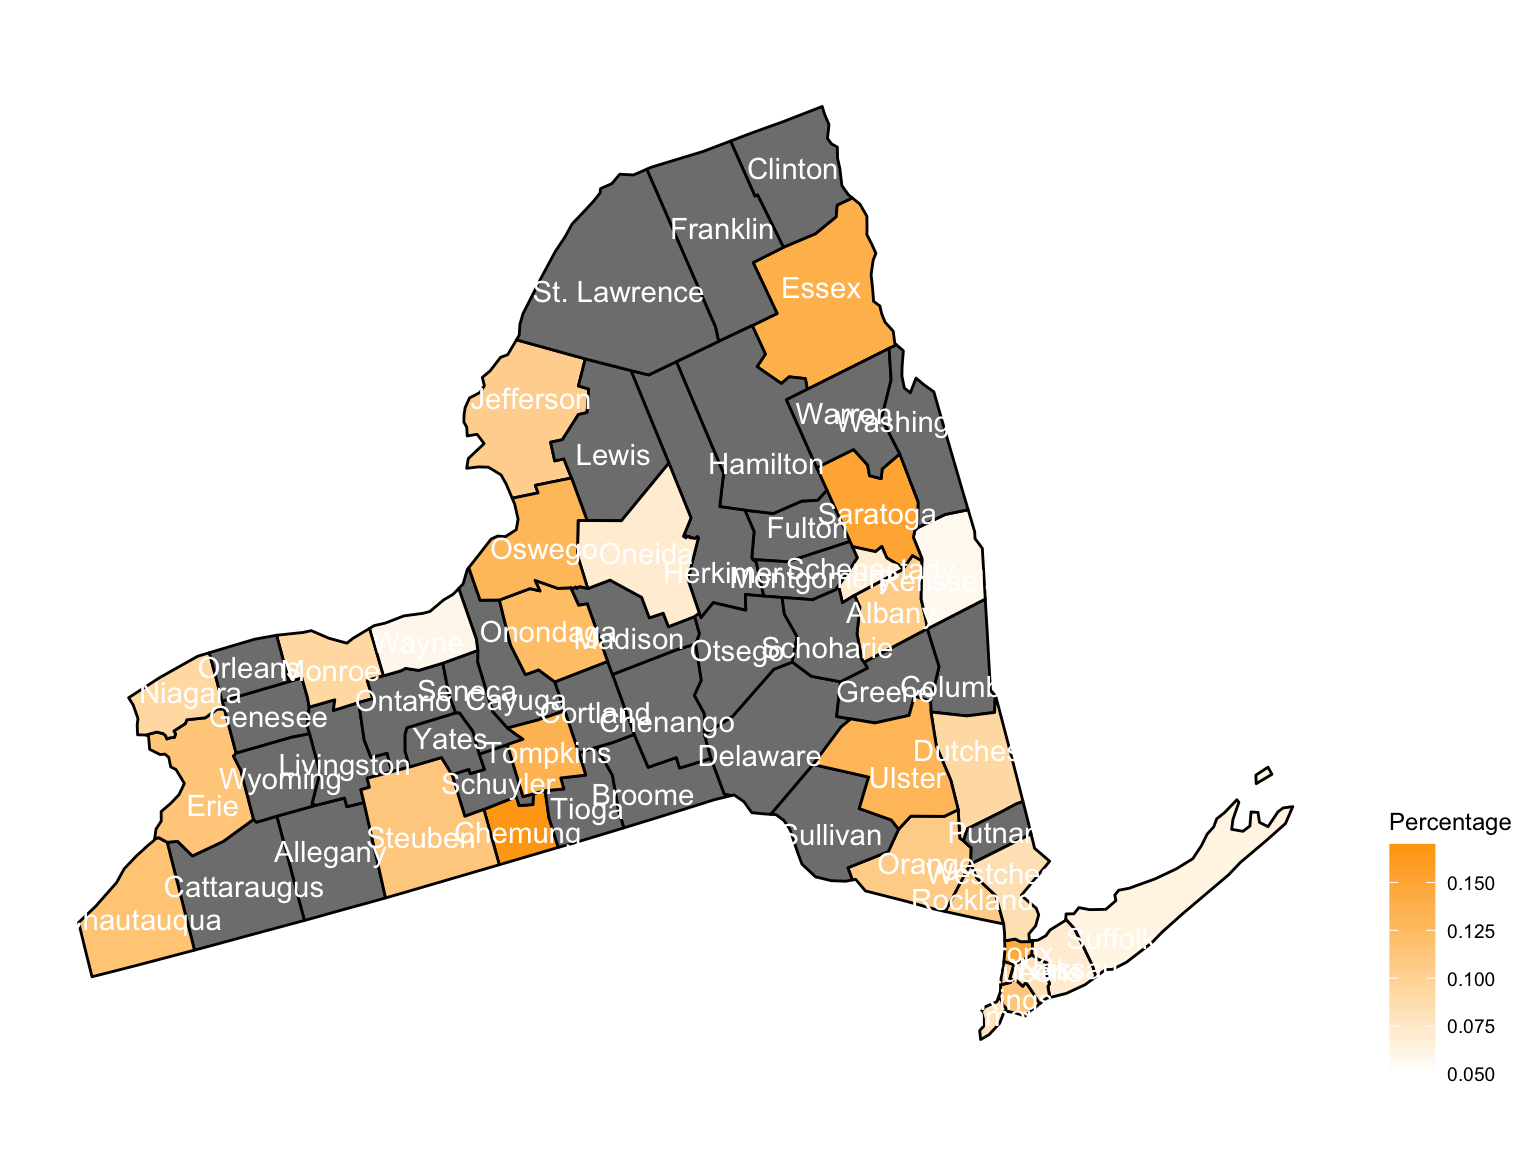 Clinton
Franklin
Essex
St. Lawrence
Jefferson
Warren
Washing
Lewis
Hamilton
Saratoga
Fulton
Oswego
Oneida
Herkimer
Montgomery
Schenectady
Albany
Wayne
Onondaga
Madison
Otsego
Schoharie
Orleans
Monroe
Niagara
Genesee
Ontario
Seneca
Cayuga
Cortland
Chenango
Greene
Columb
Yates
Tompkins
Delaware
Dutches
Livingston
Wyoming
Schuyler
Ulster
Erie
Tioga
Broome
Steuben
Chemung
Sullivan
Putnam
Allegany
Cattaraugus
Orange
Westche
Rockland
hautauqua
Suffolk
ronx
Percentage
0.150
0.125
0.100
0.075
0.050